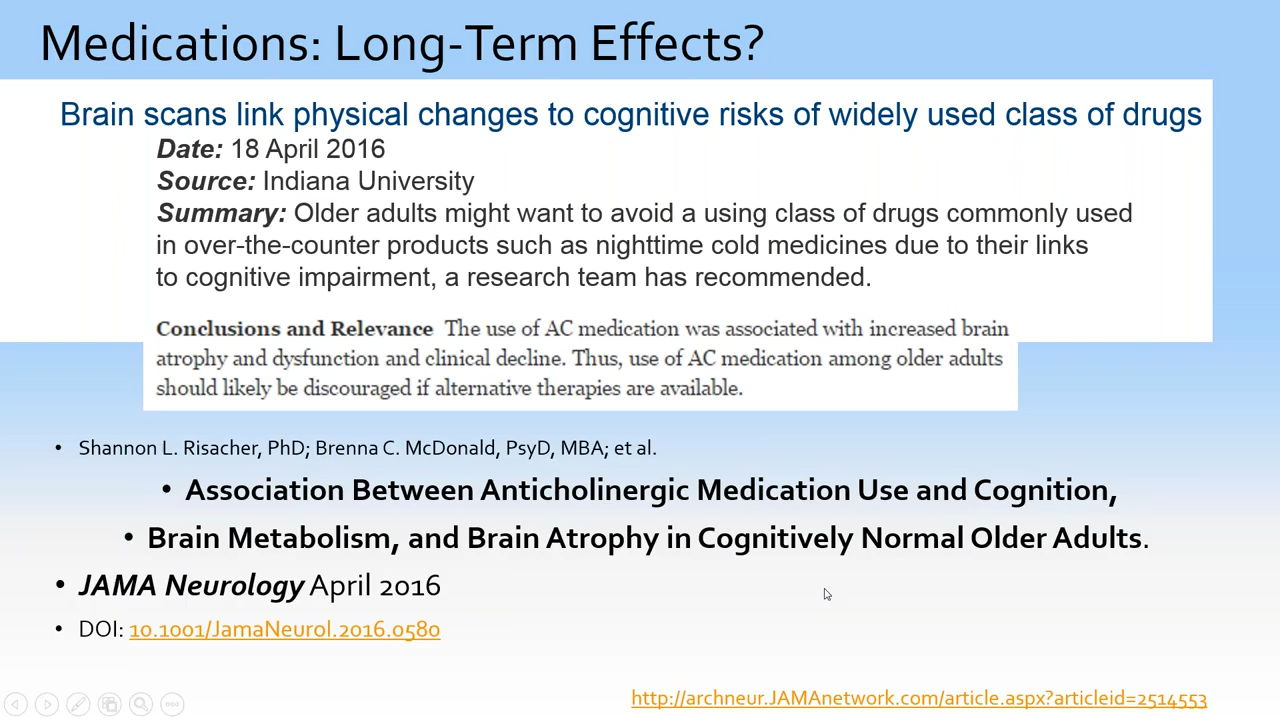 Medications: Long-Term Effects?
Brain scans link physical changes to cognitive risks of widely used class of drugs
Date: 18 April 2016
Source: Indiana University
Summary: Older adults might want to avoid a using class of drugs commonly used
in over-the-counter products such as nighttime cold medicines due to their links
to cognitive impairment, a research team has recommended.
Conclusions and Relevance The use of AC medication was associated with increased brain
atrophy and dysfunction and clinical decline. Thus, use of AC medication among older adults
should likely be discouraged if alternative therapies are available.
• Shannon L. Risacher, PhD; Brenna C. McDonald, PsyD, MBA; et al.
• Association Between Anticholinergic Medication Use and Cognition,
• Brain Metabolism, and Brain Atrophy in Cognitively Normal Older Adults.
• JAMA Neurology April 2016
• DOI: 10.1001/JamaNeurol.2016.0580
http://archneur.JAMAnetwork.com/article.aspx?articleid=2514553